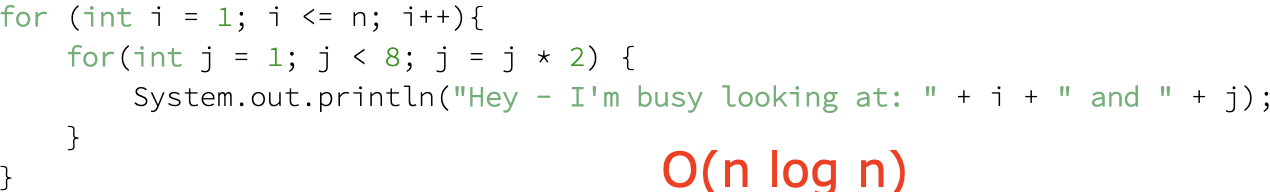 for (int i = 1; i <= n; i++){
    for(int j = 1; j < 8; j = j * 2) {
        System.out.println("Hey - I'm busy looking at: " + i + " and " + j);
    }
}
O(n log n)